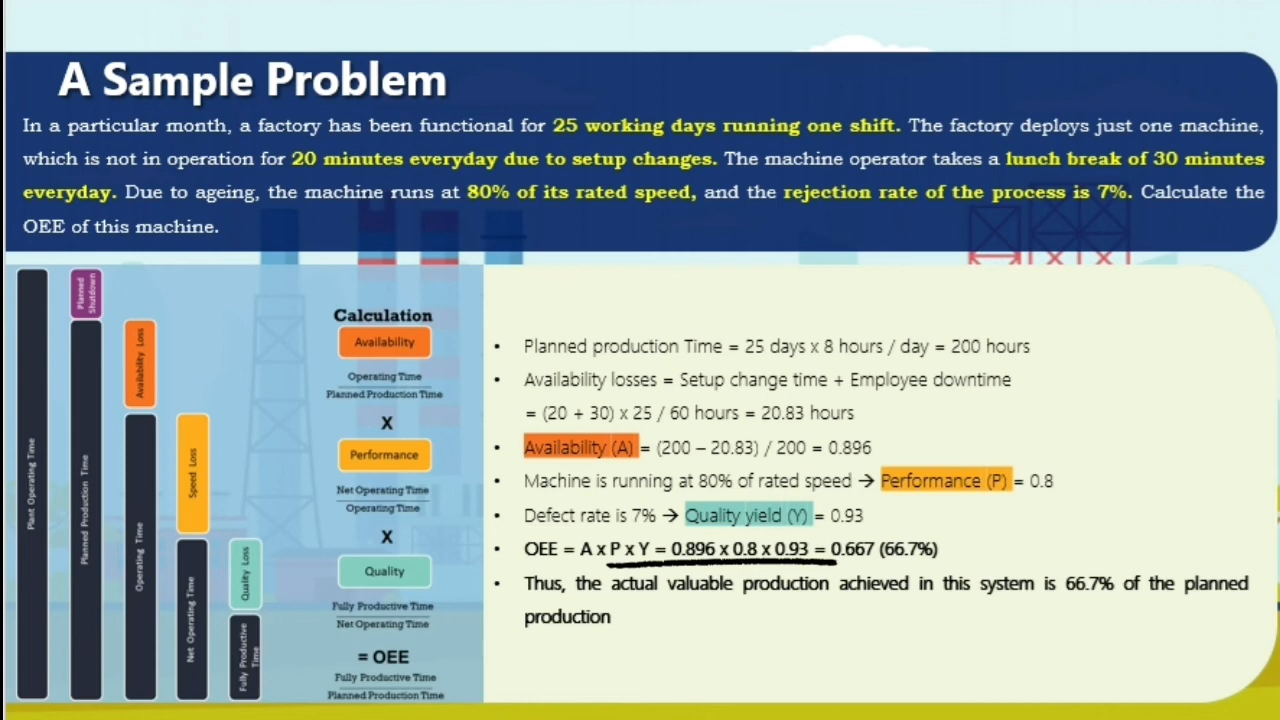 A Sample Problem
In a particular month, a factory has been functional for 25 working days running one shift. The factory deploys just one machine,
which is not in operation for 20 minutes everyday due to setup changes. The machine operator takes a lunch break of 30 minutes
everyday. Due to ageing, the machine runs at 80% of its rated speed, and the rejection rate of the process is 7%. Calculate the
OEE of this machine.
Plant Operating Time
Planned
Shutdown
Planned Production Time
Availability Loss
Operating Time
Speed Loss
Net Operating Time
Quality Loss
Fully Productive
Time
Calculation
Availability
Operating Time
Planned Production Time
X
Performance
Net Operating Time
Operating Time
X
Quality
Fully Productive Time
Net Operating Time
= OEE
Fully Productive Time
Planned Production Time
• Planned production Time = 25 days x 8 hours / day = 200 hours
• Availability losses = Setup change time + Employee downtime
= (20 + 30) x 25 / 60 hours = 20.83 hours
• Availability (A) = (200 – 20.83) / 200 = 0.896
• Machine is running at 80% of rated speed → Performance (P) = 0.8
• Defect rate is 7% → Quality yield (Y) = 0.93
• OEE = A x P x Y = 0.896 x 0.8 x 0.93 = 0.667 (66.7%)
• Thus, the actual valuable production achieved in this system is 66.7% of the planned
production